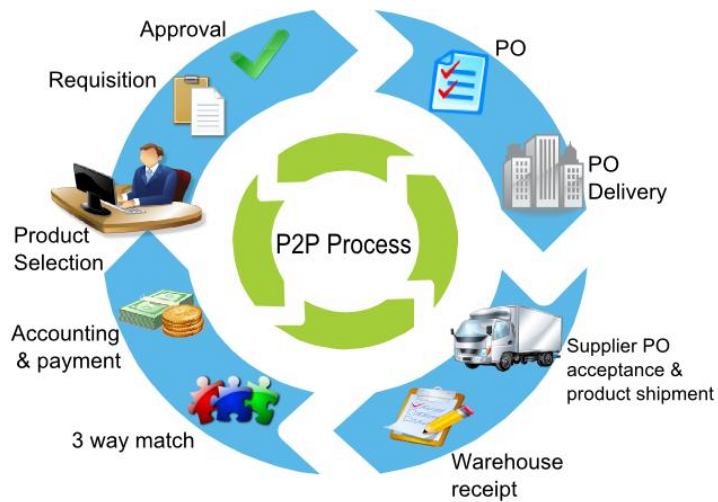 Approval
Requisition
Product
Selection
PO
PO
Delivery
Supplier PO
acceptance &
product shipment
Warehouse
receipt
3 way match
Accounting
& payment
P2P Process